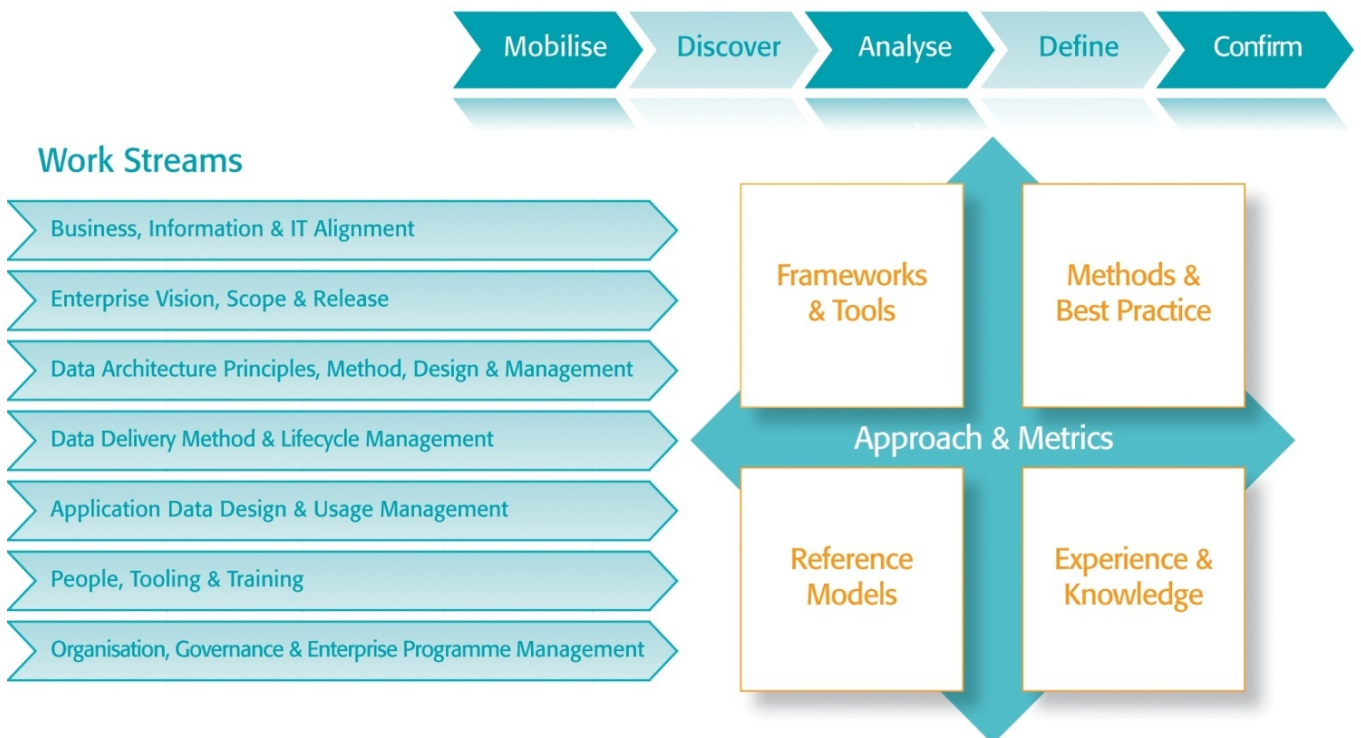 Mobilise
Discover
Analyse
Define
Confirm
Work Streams
Business, Information & IT Alignment
Enterprise Vision, Scope & Release
Data Architecture Principles, Method, Design & Management
Data Delivery Method & Lifecycle Management
Application Data Design & Usage Management
People, Tooling & Training
Organisation, Governance & Enterprise Programme Management
Frameworks
& Tools
Methods &
Best Practice
Approach & Metrics
Reference
Models
Experience &
Knowledge